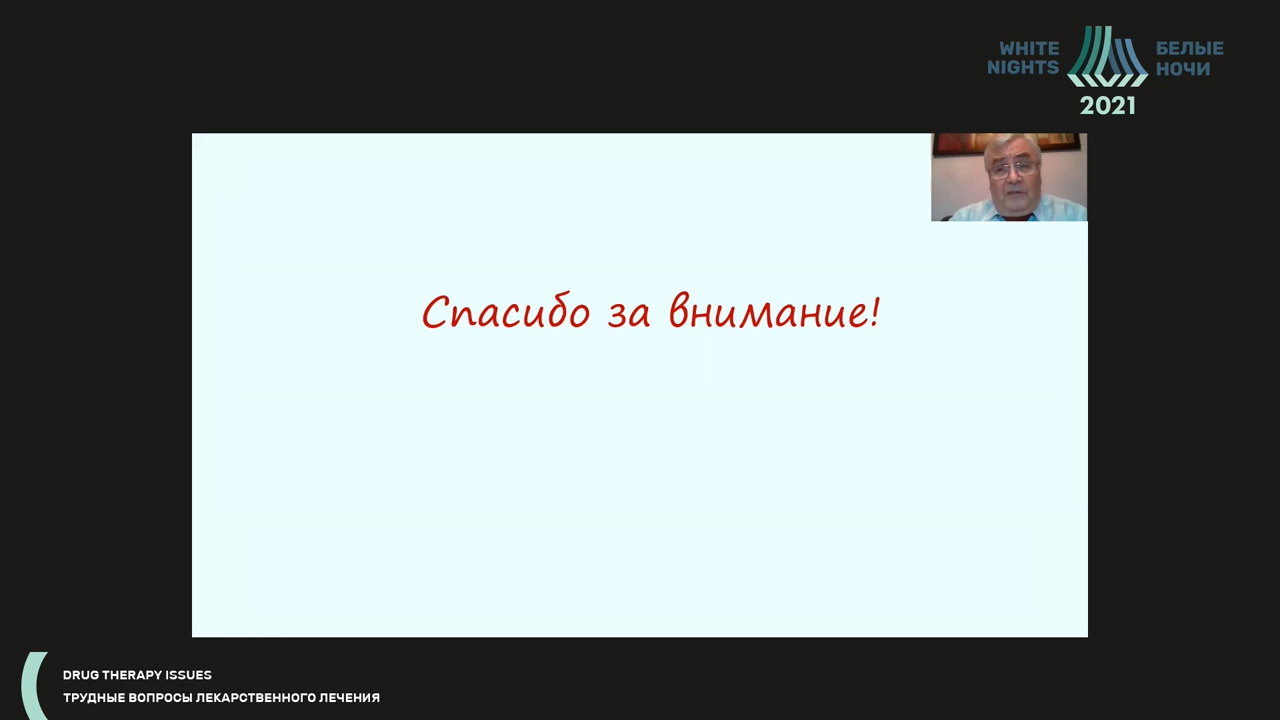 WHITE
NIGHTS
БЕЛЫЕ
НОЧИ
2021
Спасибо за внимание!
DRUG THERAPY ISSUES
ТРУДНЫЕ ВОПРОСЫ ЛЕКАРСТВЕННОГО ЛЕЧЕНИЯ